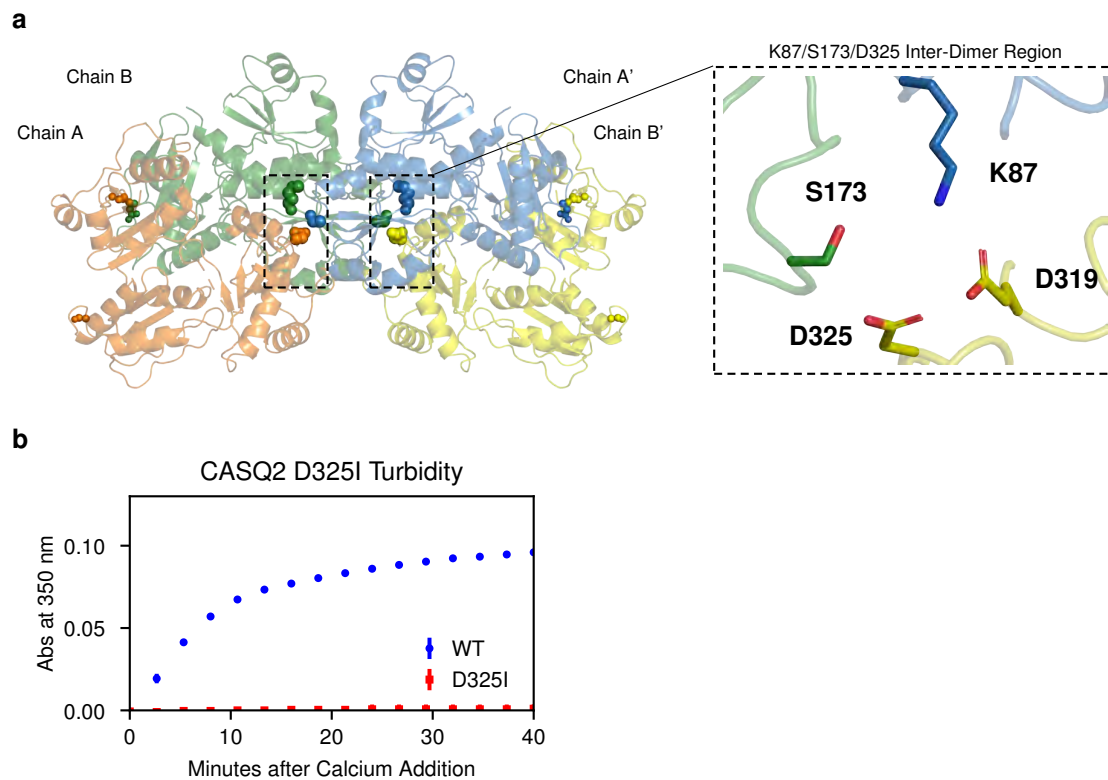 a
K87/S173/D325 Inter-Dimer Region
Chain B
Chain A'
Chain A
Chain B'
S173
K87
D319
D325
b
CASQ2 D325I Turbidity
Abs at 350 nm
0.10
0.05
0.00
WT
D325I
0 10 20 30 40
Minutes after Calcium Addition